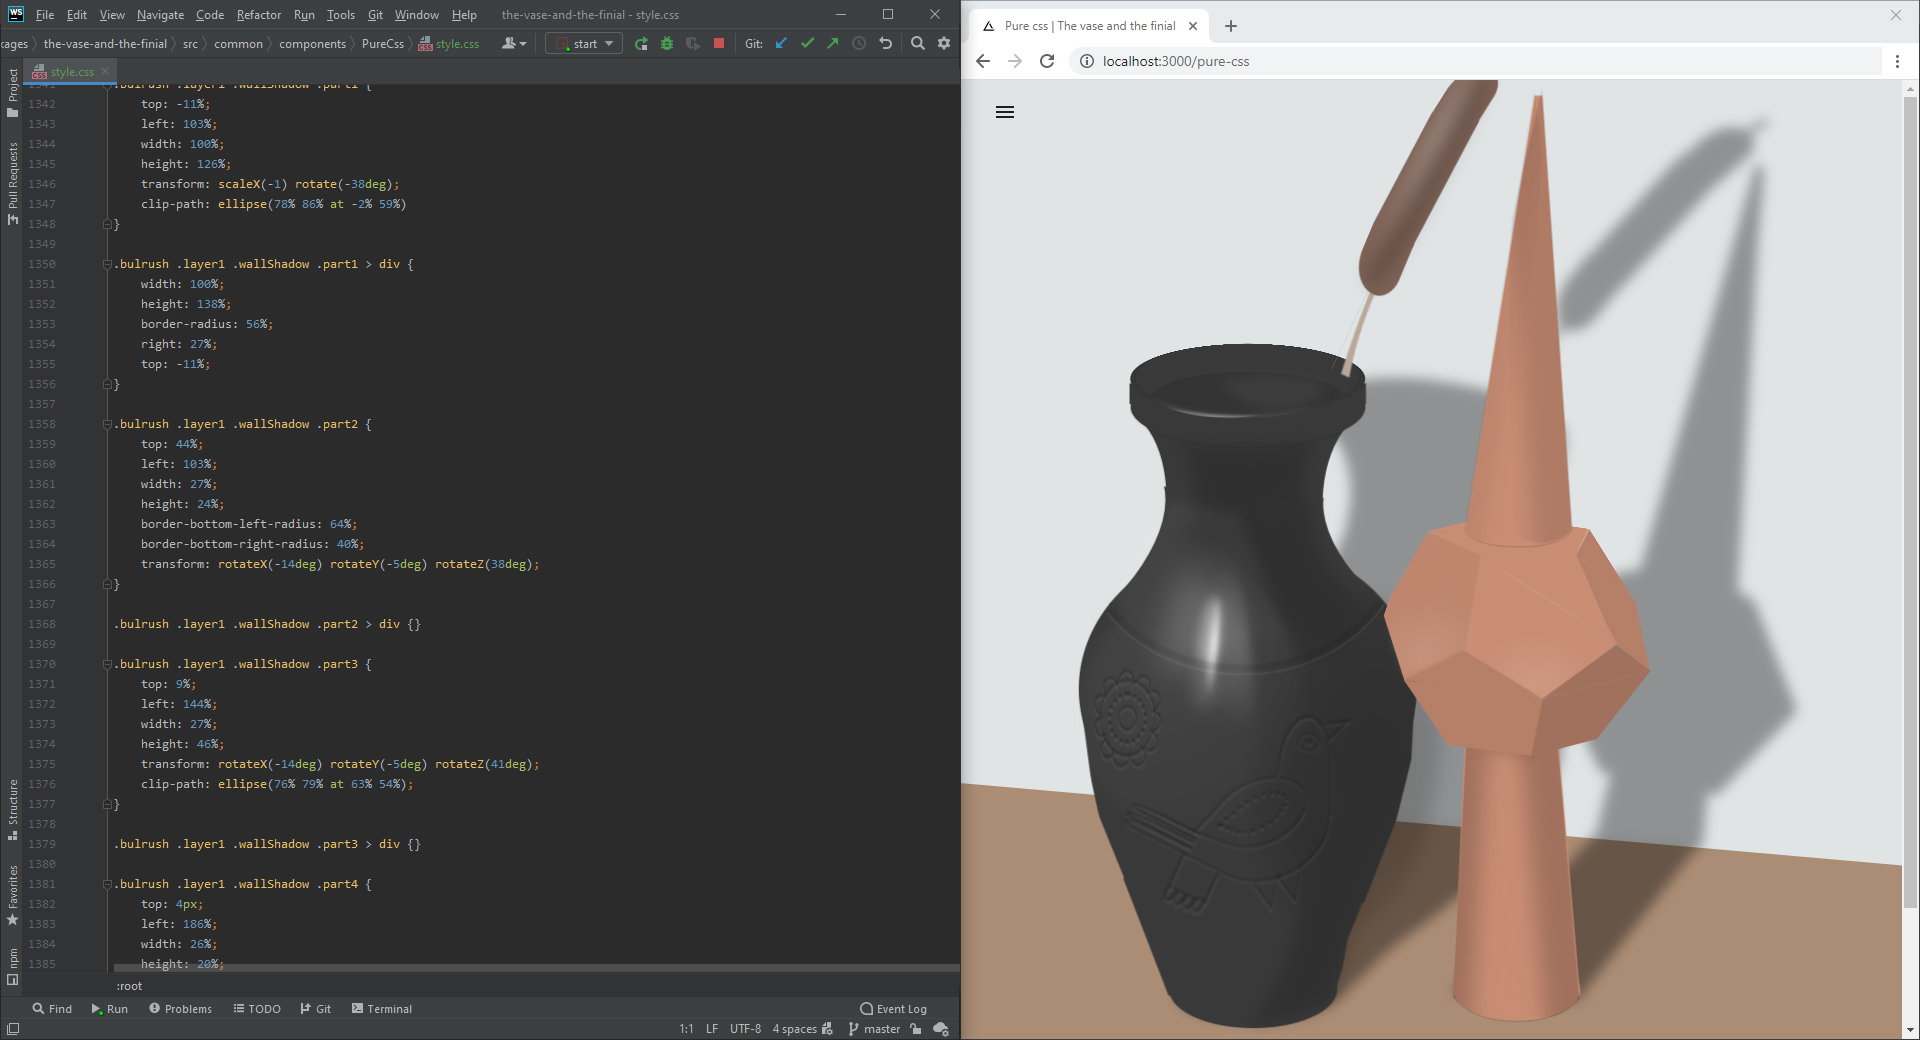 WS File Edit View Navigate Code Refactor Run Tools Git Window Help the-vase-and-the-finial - style.css
kages the-vase-and-the-finial src common components PureCss style.css start Git:
style.css
1341 .bulrush .layer1 .wallShadow .part1 {
1342 top: -11%;
1343 left: 103%;
1344 width: 100%;
1345 height: 126%;
1346 transform: scaleX(-1) rotate(-38deg);
1347 clip-path: ellipse(78% 86% at -2% 59%)
1348 }
1349
1350 .bulrush .layer1 .wallShadow .part1 > div {
1351 width: 100%;
1352 height: 138%;
1353 border-radius: 56%;
1354 right: 27%;
1355 top: -11%;
1356 }
1357
1358 .bulrush .layer1 .wallShadow .part2 {
1359 top: 44%;
1360 left: 103%;
1361 width: 27%;
1362 height: 24%;
1363 border-bottom-left-radius: 64%;
1364 border-bottom-right-radius: 40%;
1365 transform: rotateX(-14deg) rotateY(-5deg) rotateZ(38deg);
1366 }
1367
1368 .bulrush .layer1 .wallShadow .part2 > div {}
1369
1370 .bulrush .layer1 .wallShadow .part3 {
1371 top: 9%;
1372 left: 144%;
1373 width: 27%;
1374 height: 46%;
1375 transform: rotateX(-14deg) rotateY(-5deg) rotateZ(41deg);
1376 clip-path: ellipse(76% 79% at 63% 54%);
1377 }
1378
1379 .bulrush .layer1 .wallShadow .part3 > div {}
1380
1381 .bulrush .layer1 .wallShadow .part4 {
1382 top: 4px;
1383 left: 186%;
1384 width: 26%;
1385 height: 20%;
:root
Project
Pull Requests
Structure
Favorites
npm
Find Run Problems TODO Git Terminal Event Log
1:1 LF UTF-8 4 spaces master
Pure css | The vase and the finial
localhost:3000/pure-css